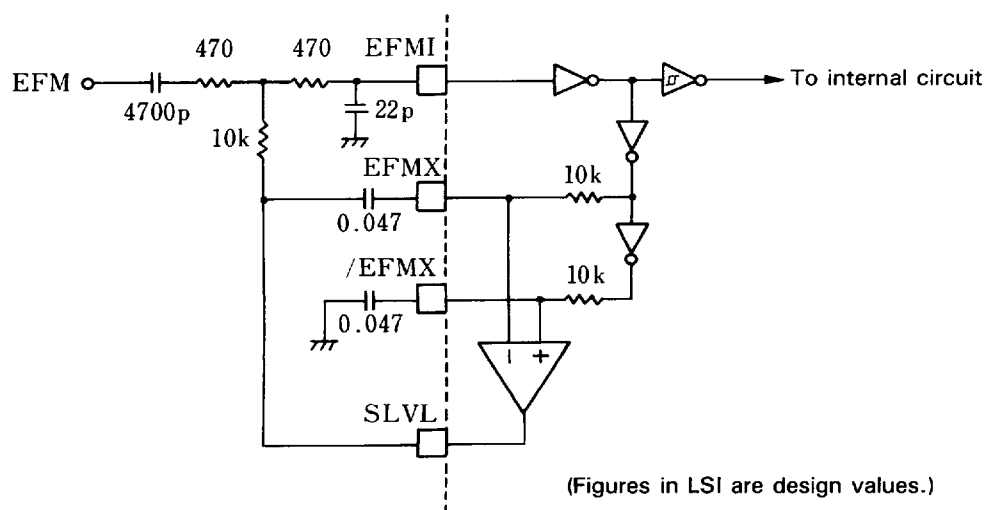 470
470
EFMI
EFM
To internal circuit
4700p
22p
10k
EFMX
10k
0.047
/EFMX
10k
0.047
− +
SLVL
(Figures in LSI are design values.)